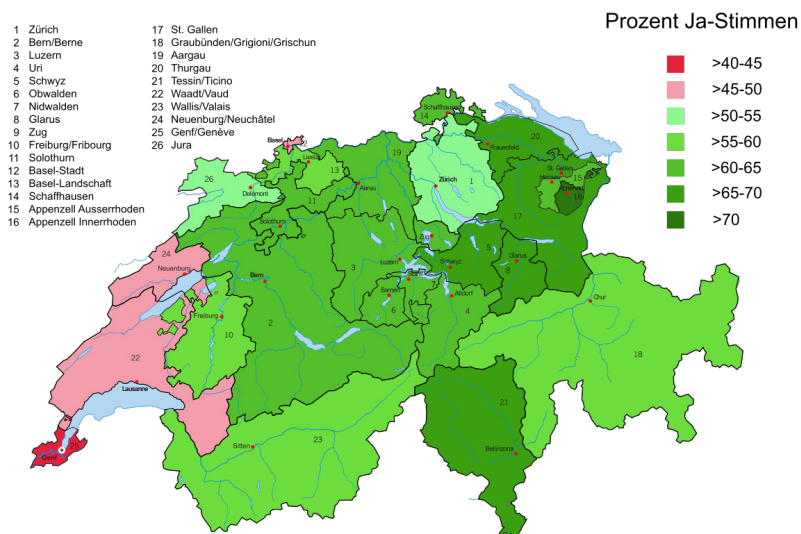 Prozent Ja-Stimmen
1 Zürich
2 Bern/Berne
3 Luzern
4 Uri
5 Schwyz
6 Obwalden
7 Nidwalden
8 Glarus
9 Zug
10 Freiburg/Fribourg
11 Solothurn
12 Basel-Stadt
13 Basel-Landschaft
14 Schaffhausen
15 Appenzell Ausserrhoden
16 Appenzell Innerrhoden
17 St. Gallen
18 Graubünden/Grigioni/Grischun
19 Aargau
20 Thurgau
21 Tessin/Ticino
22 Waadt/Vaud
23 Wallis/Valais
24 Neuenburg/Neuchâtel
25 Genf/Genève
26 Jura
>40-45
>45-50
>50-55
>55-60
>60-65
>65-70
>70
Schaffhausen
14
Basel
Liestal
13
19
20
Frauenfeld
26
Delémont
Aarau
Zürich
1
St. Gallen
Herisau
15
16
11
Solothurn
17
24
Neuenburg
Zug
5
Luzern
Schwyz
Glarus
8
Bern
3
Sarnen
7
Altdorf
Chur
Freiburg
10
2
6
4
18
22
Lausanne
21
25
Genf
Sitten
23
Bellinzona